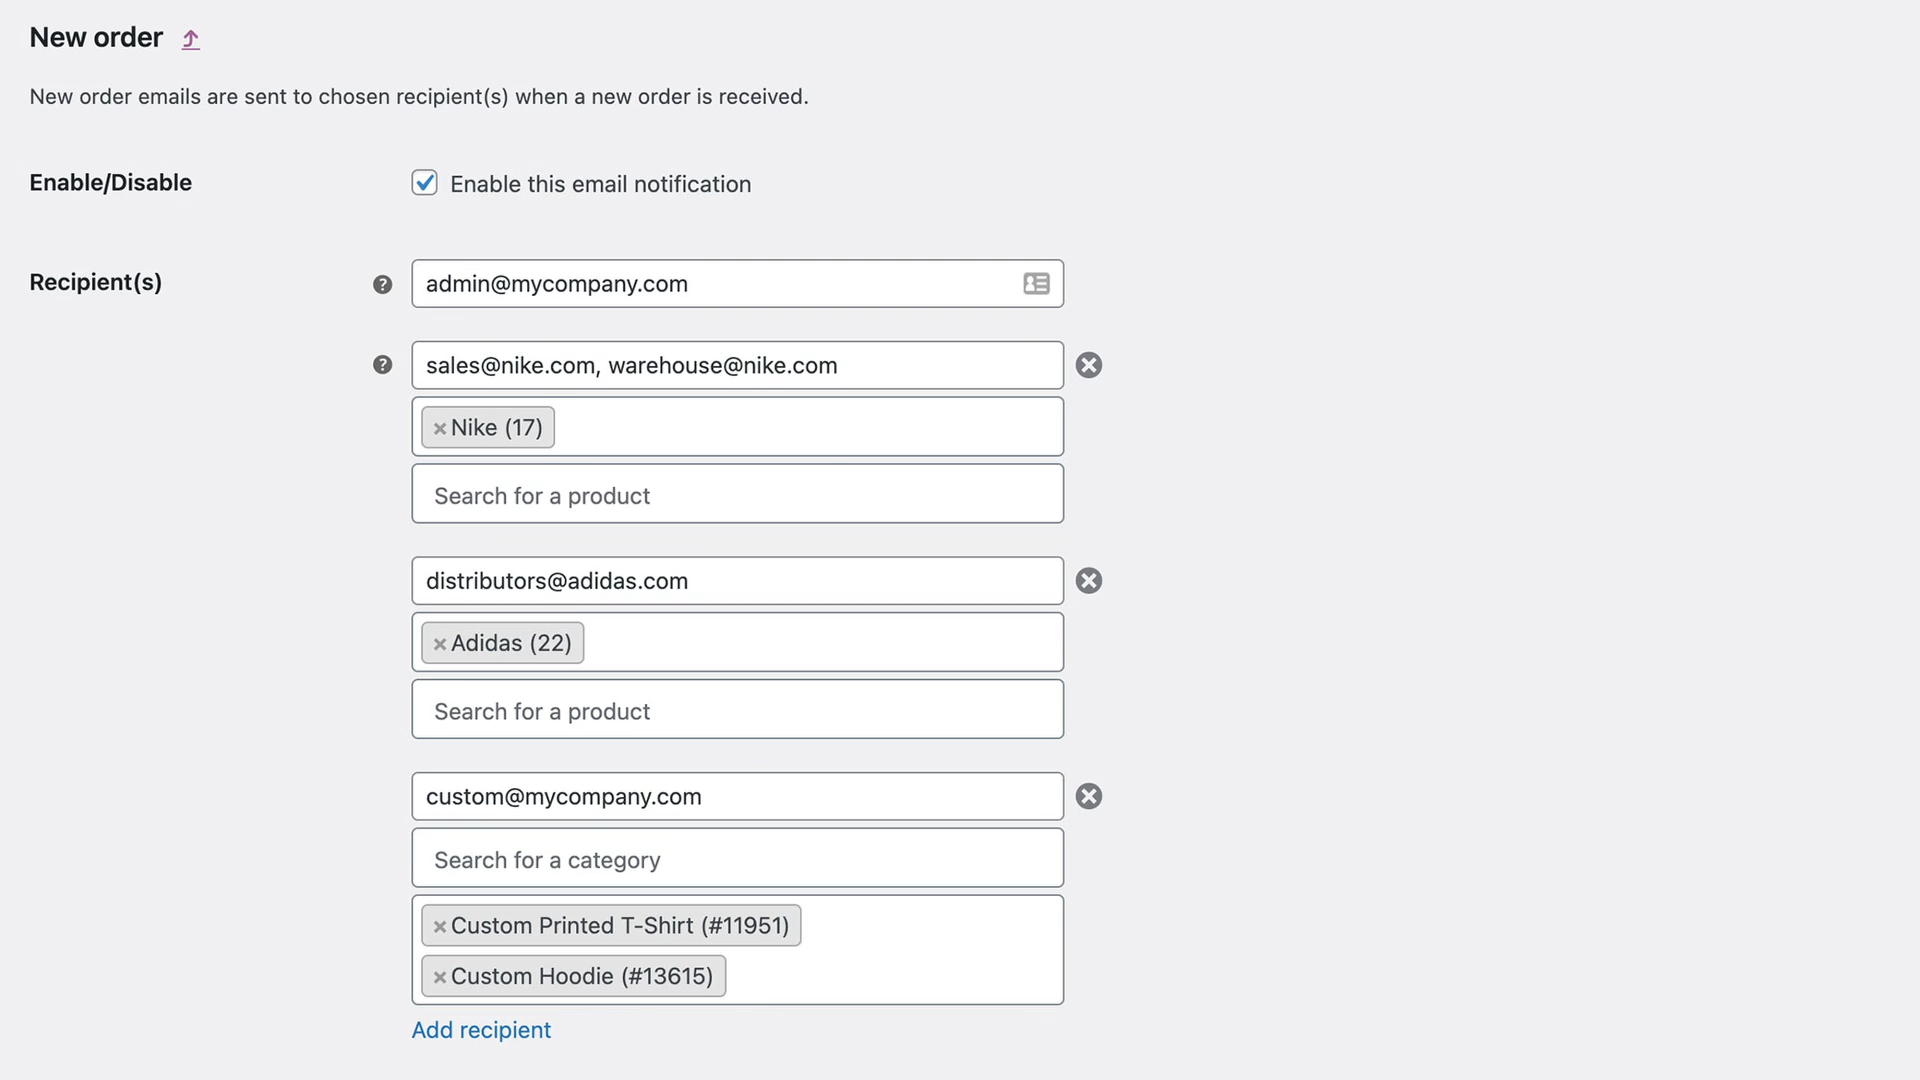 New order
New order emails are sent to chosen recipient(s) when a new order is received.
Enable/Disable
Enable this email notification
Recipient(s)
?
admin@mycompany.com
?
sales@nike.com, warehouse@nike.com
× Nike (17)
Search for a product
distributors@adidas.com
× Adidas (22)
Search for a product
custom@mycompany.com
Search for a category
× Custom Printed T-Shirt (#11951)
× Custom Hoodie (#13615)
Add recipient